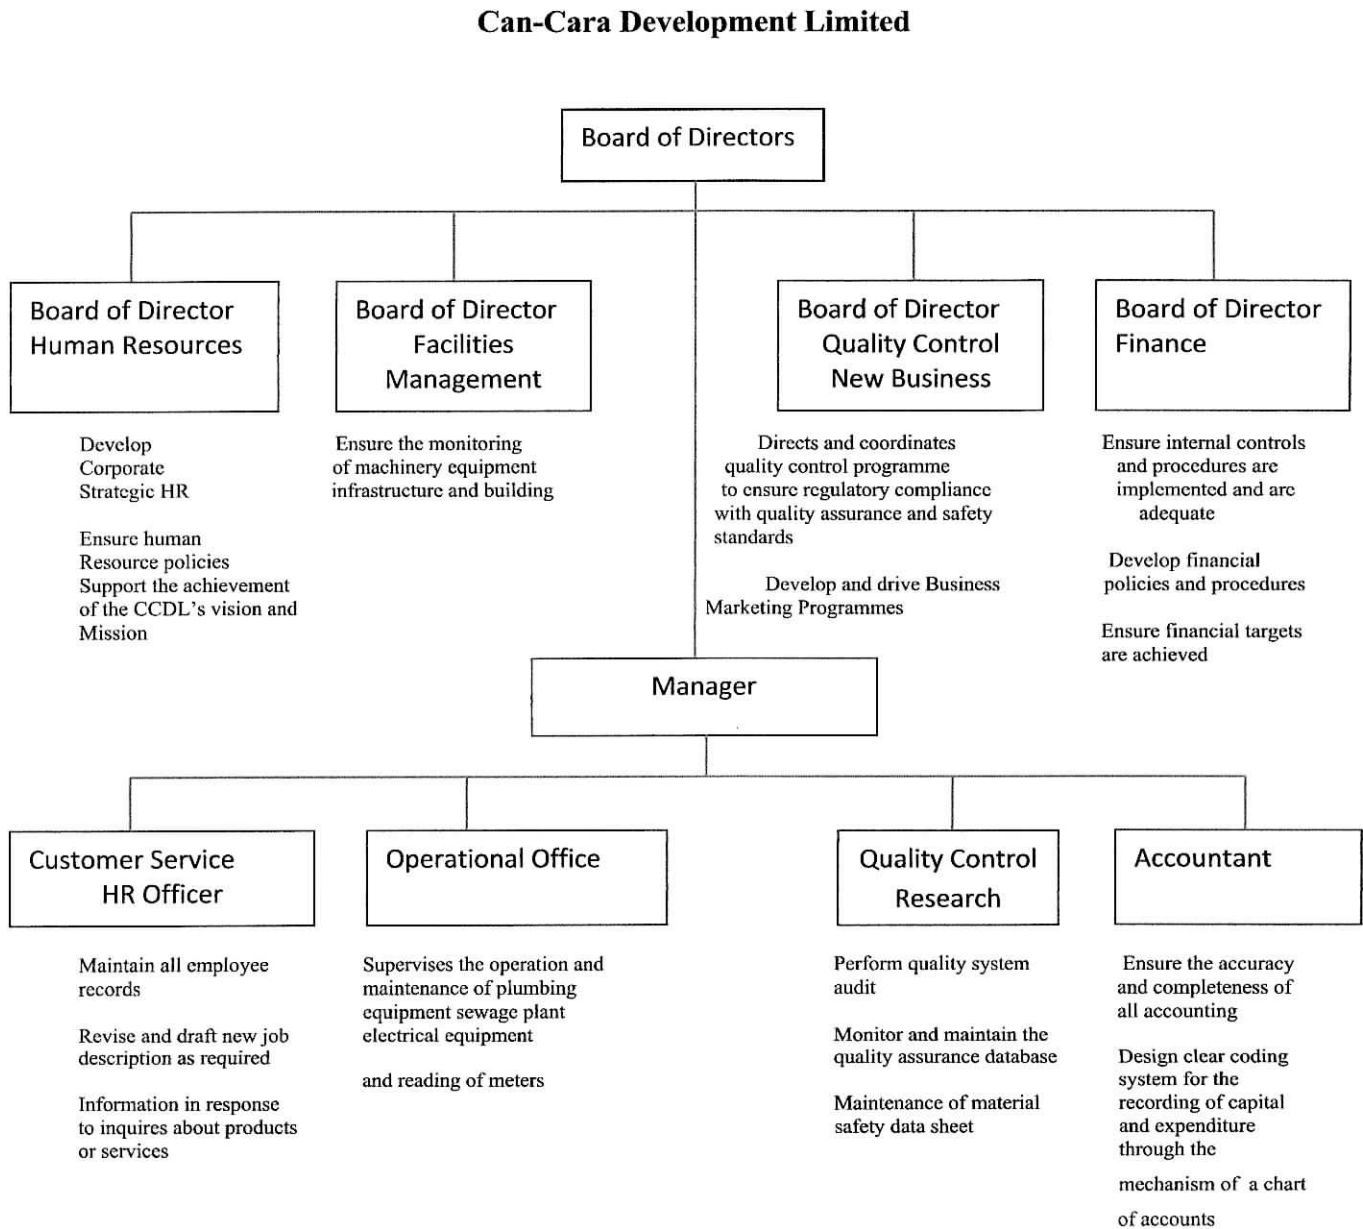 Can-Cara Development Limited
Board of Directors
Board of Director
Human Resources
Board of Director
Facilities
Management
Board of Director
Quality Control
New Business
Board of Director
Finance
Develop
Corporate
Strategic HR
Ensure human
Resource policies
Support the achievement
of the CCDL's vision and
Mission
Ensure the monitoring
of machinery equipment
infrastructure and building
Directs and coordinates
quality control programme
to ensure regulatory compliance
with quality assurance and safety
standards
Develop and drive Business
Marketing Programmes
Ensure internal controls
and procedures are
implemented and are
adequate
Develop financial
policies and procedures
Ensure financial targets
are achieved
Manager
Customer Service
HR Officer
Operational Office
Quality Control
Research
Accountant
Maintain all employee
records
Revise and draft new job
description as required
Information in response
to inquires about products
or services
Supervises the operation and
maintenance of plumbing
equipment sewage plant
electrical equipment
and reading of meters
Perform quality system
audit
Monitor and maintain the
quality assurance database
Maintenance of material
safety data sheet
Ensure the accuracy
and completeness of
all accounting
Design clear coding
system for the
recording of capital
and expenditure
through the
mechanism of a chart
of accounts